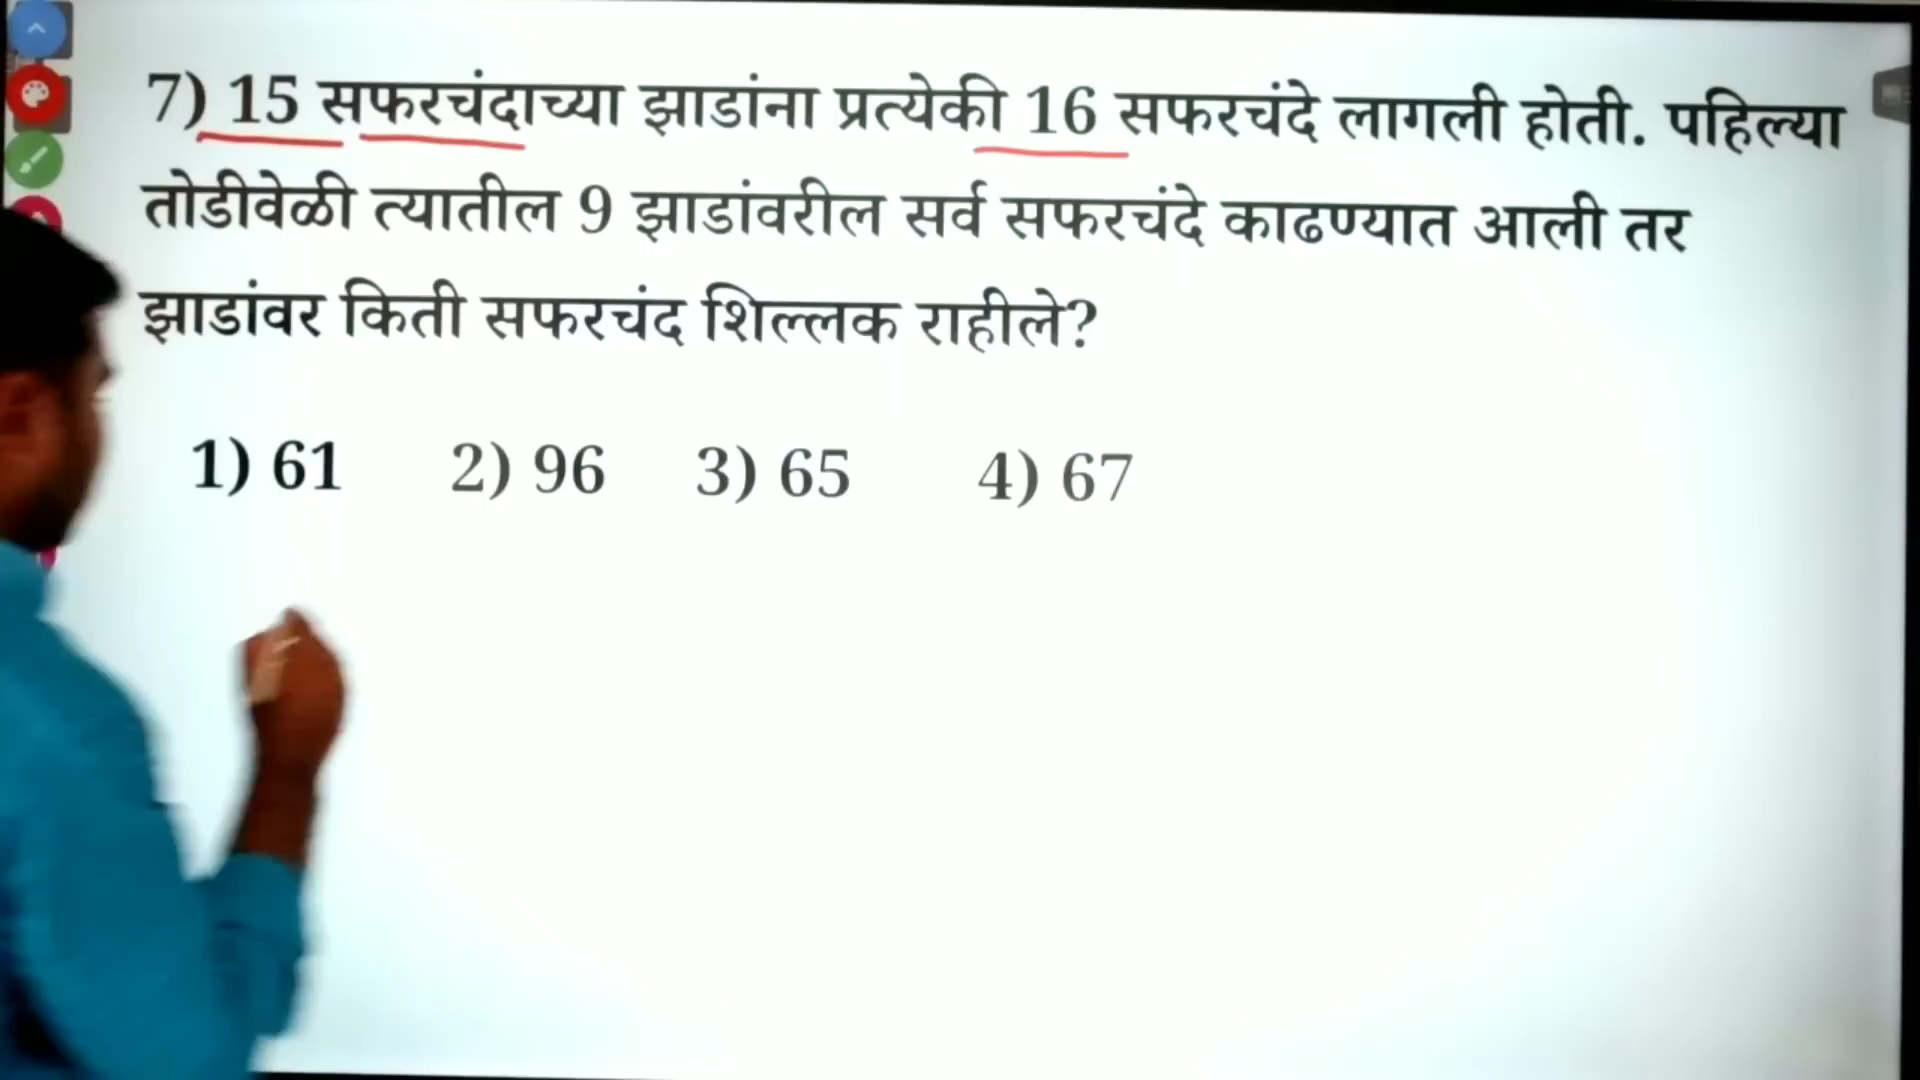 7) 15 सफरचंदाच्या झाडांना प्रत्येकी 16 सफरचंदे लागली होती. पहिल्या
तोडीवेळी त्यातील 9 झाडांवरील सर्व सफरचंदे काढण्यात आली तर
झाडांवर किती सफरचंद शिल्लक राहीले?
1) 61 2) 96 3) 65 4) 67